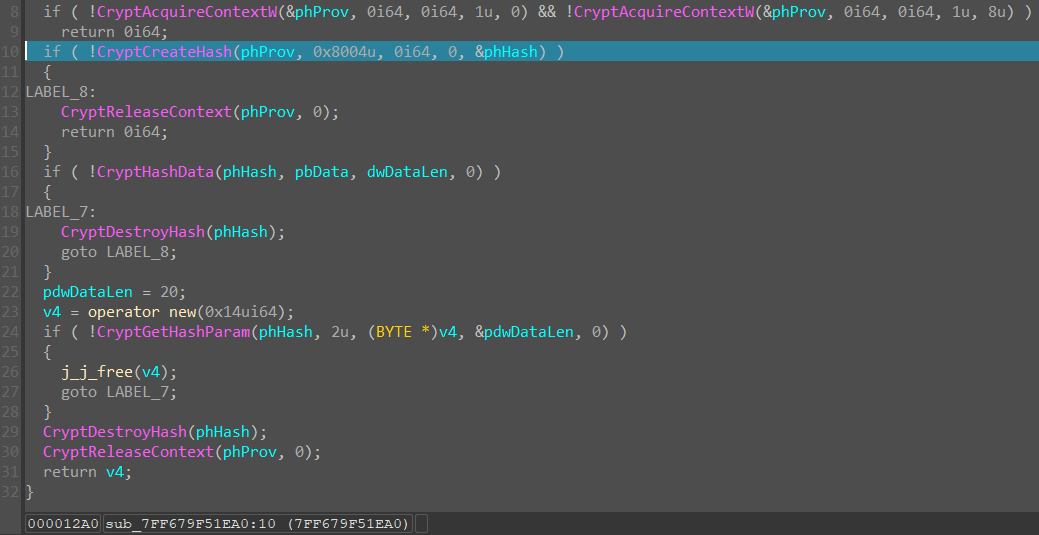 8 if ( !CryptAcquireContextW(&phProv, 0i64, 0i64, 1u, 0) && !CryptAcquireContextW(&phProv, 0i64, 0i64, 1u, 8u) )
9 return 0i64;
10 if ( !CryptCreateHash(phProv, 0x8004u, 0i64, 0, &phHash) )
11 {
12 LABEL_8:
13 CryptReleaseContext(phProv, 0);
14 return 0i64;
15 }
16 if ( !CryptHashData(phHash, pbData, dwDataLen, 0) )
17 {
18 LABEL_7:
19 CryptDestroyHash(phHash);
20 goto LABEL_8;
21 }
22 pdwDataLen = 20;
23 v4 = operator new(0x14ui64);
24 if ( !CryptGetHashParam(phHash, 2u, (BYTE *)v4, &pdwDataLen, 0) )
25 {
26 j_j_free(v4);
27 goto LABEL_7;
28 }
29 CryptDestroyHash(phHash);
30 CryptReleaseContext(phProv, 0);
31 return v4;
32 }
000012A0 sub_7FF679F51EA0:10 (7FF679F51EA0)